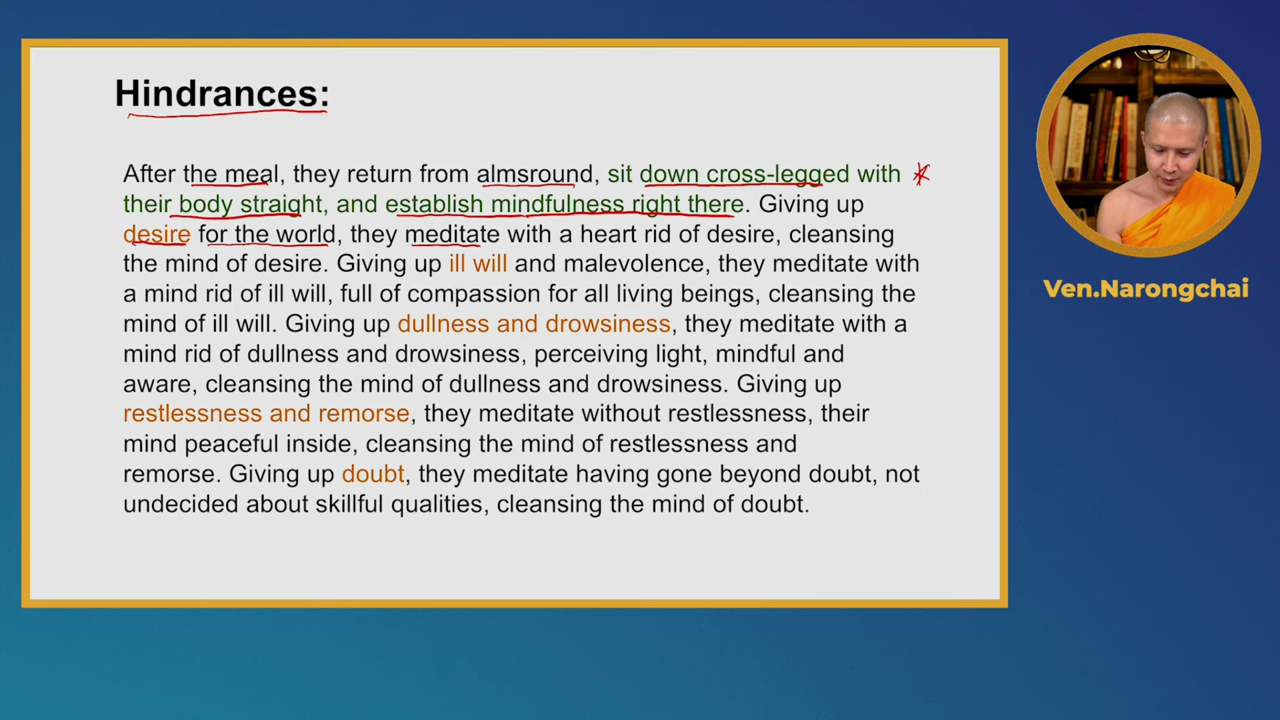 Hindrances:
After the meal, they return from almsround, sit down cross-legged with
their body straight, and establish mindfulness right there. Giving up
desire for the world, they meditate with a heart rid of desire, cleansing
the mind of desire. Giving up ill will and malevolence, they meditate with
a mind rid of ill will, full of compassion for all living beings, cleansing the
mind of ill will. Giving up dullness and drowsiness, they meditate with a
mind rid of dullness and drowsiness, perceiving light, mindful and
aware, cleansing the mind of dullness and drowsiness. Giving up
restlessness and remorse, they meditate without restlessness, their
mind peaceful inside, cleansing the mind of restlessness and
remorse. Giving up doubt, they meditate having gone beyond doubt, not
undecided about skillful qualities, cleansing the mind of doubt.
Ven.Narongchai